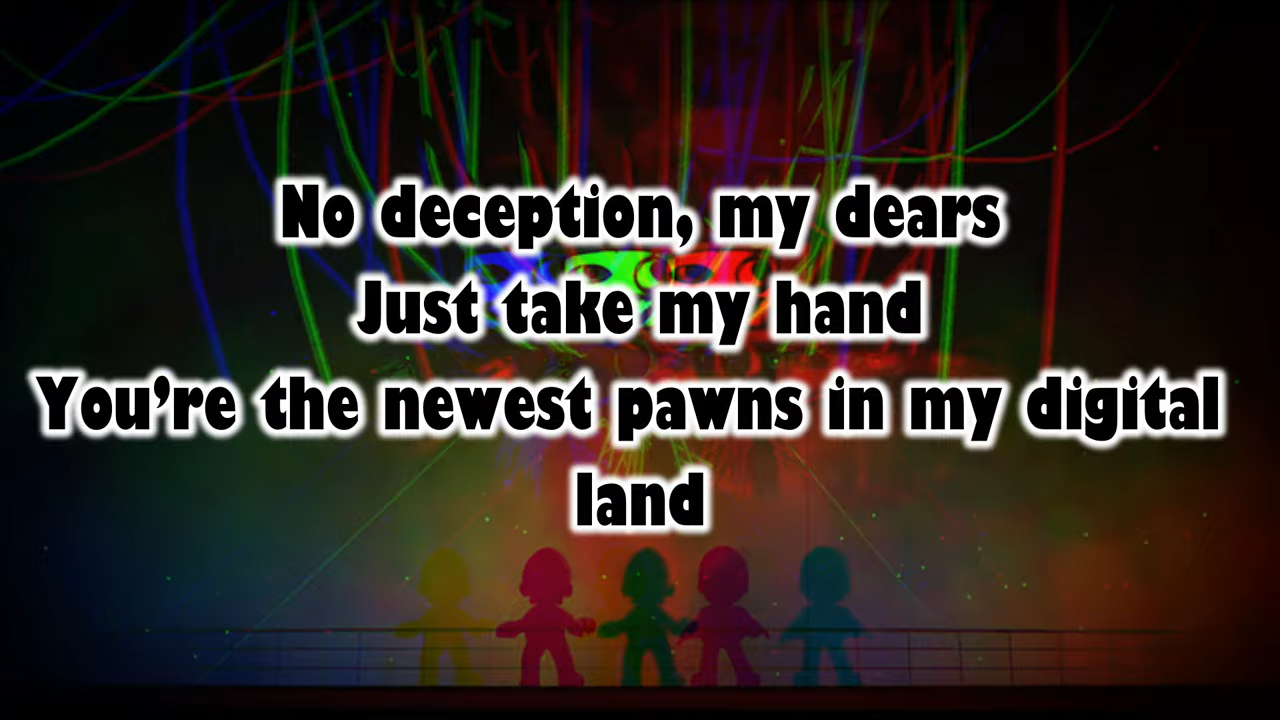 No deception, my dears
Just take my hand
You're the newest pawns in my digital
land